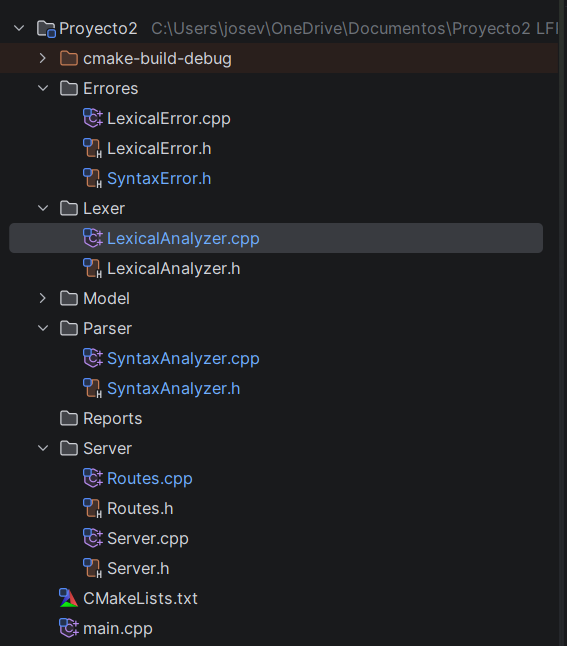 Proyecto2 C:\Users\josev\OneDrive\Documentos\Proyecto2 LF
cmake-build-debug
Errores
LexicalError.cpp
LexicalError.h
SyntaxError.h
Lexer
LexicalAnalyzer.cpp
LexicalAnalyzer.h
Model
Parser
SyntaxAnalyzer.cpp
SyntaxAnalyzer.h
Reports
Server
Routes.cpp
Routes.h
Server.cpp
Server.h
CMakeLists.txt
main.cpp